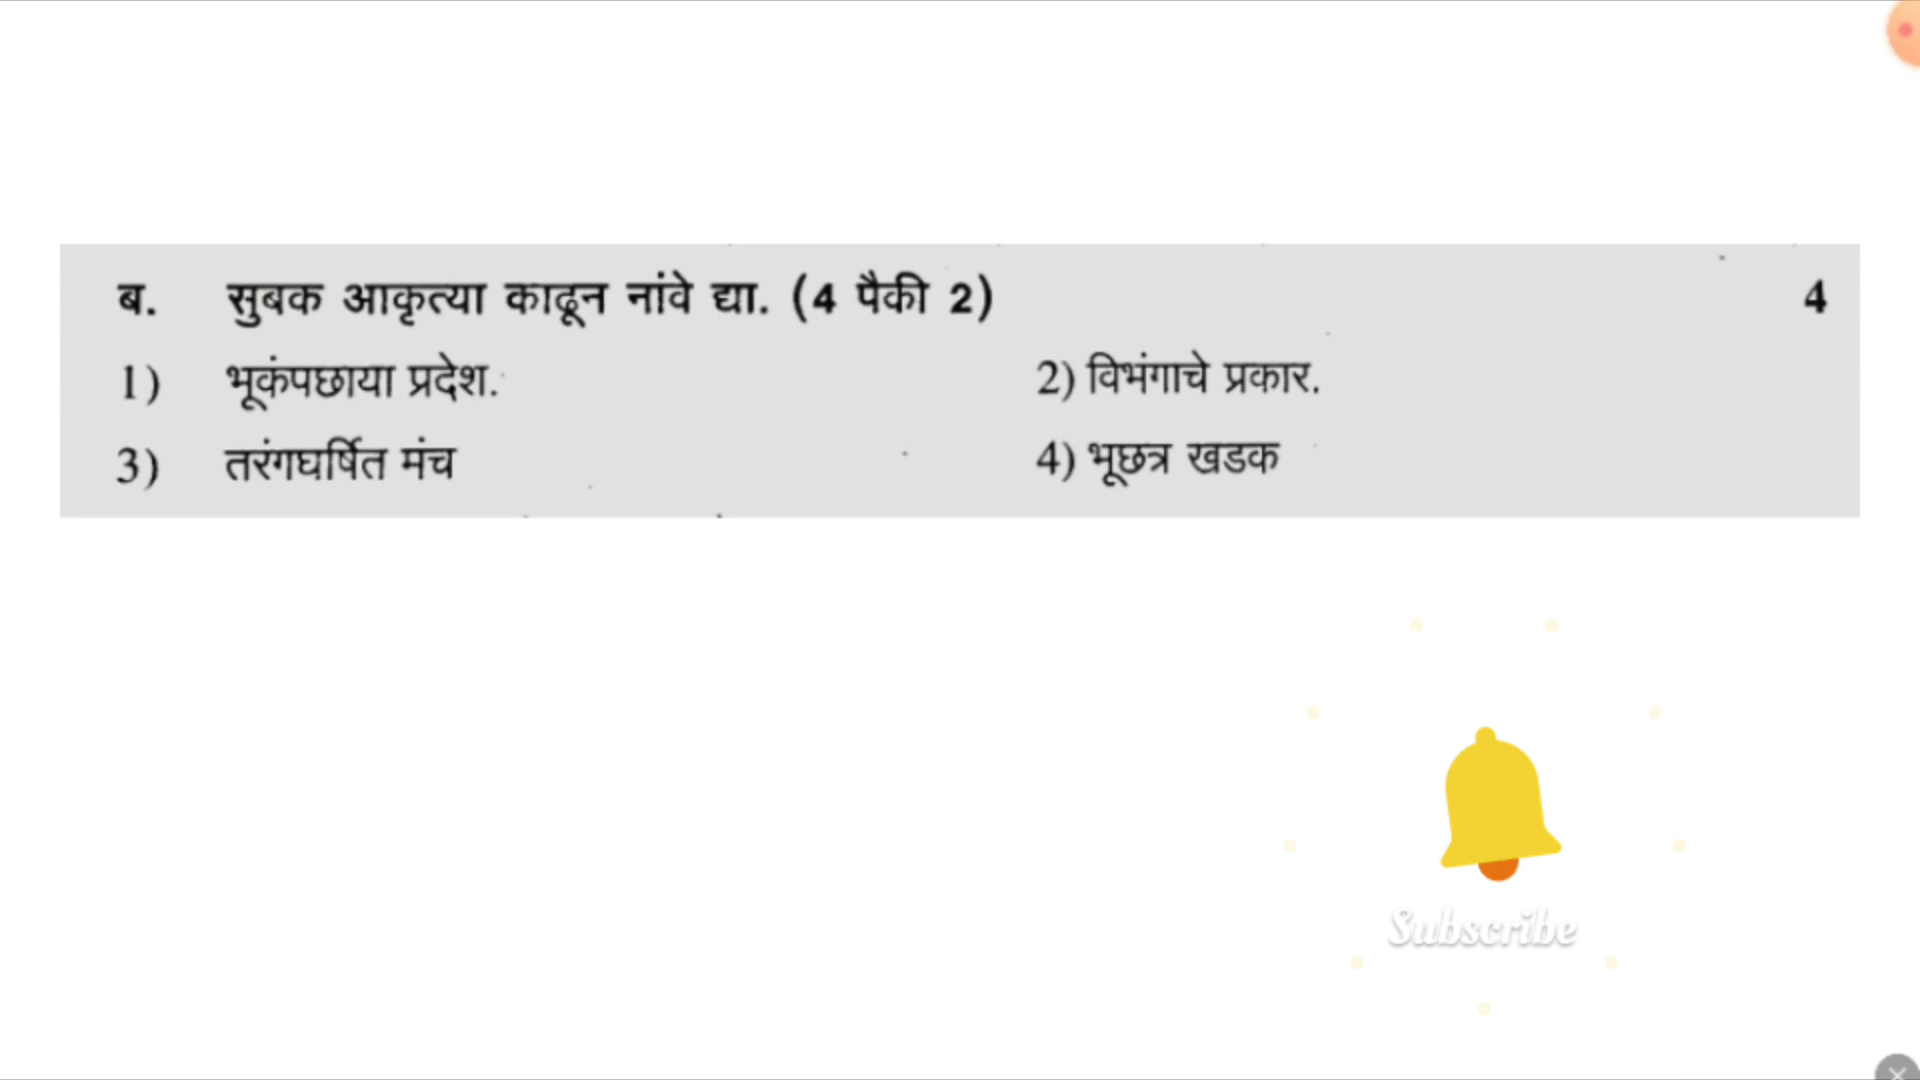 ब. सुबक आकृत्या काढून नांवे द्या. (4 पैकी 2) 4
1) भूकंपछाया प्रदेश. 2) विभंगाचे प्रकार.
3) तरंगघर्षित मंच 4) भूछत्र खडक
Subscribe